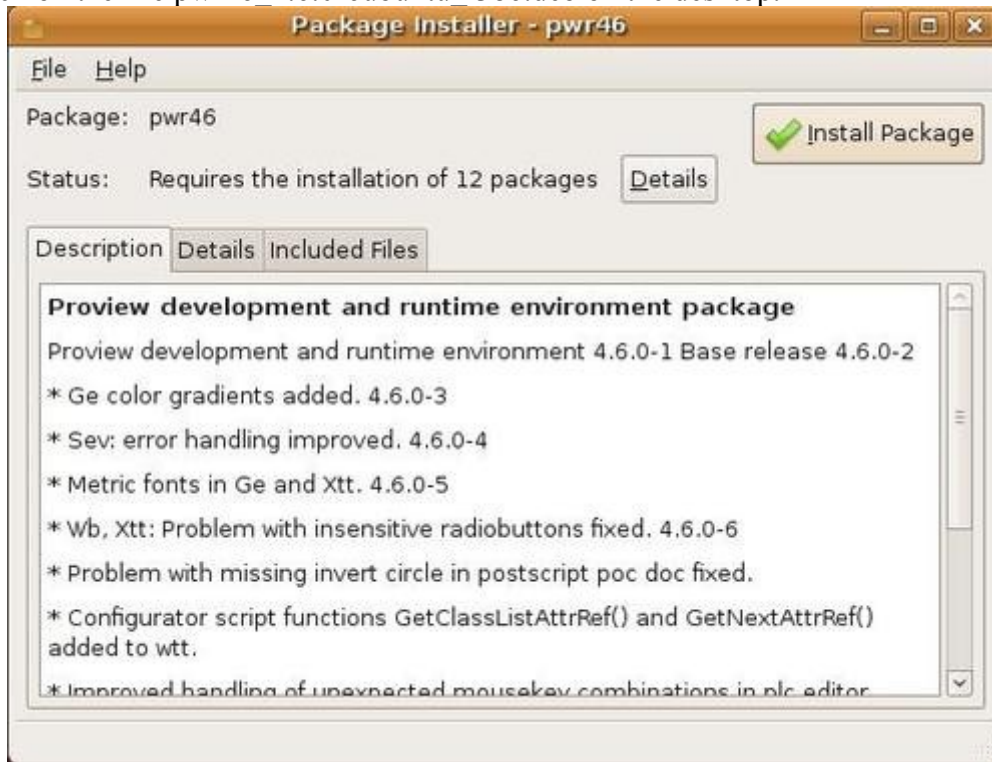 Package Installer - pwr46
File Help
Package: pwr46
Install Package
Status: Requires the installation of 12 packages Details
Description Details Included Files
Proview development and runtime environment package
Proview development and runtime environment 4.6.0-1 Base release 4.6.0-2
* Ge color gradients added. 4.6.0-3
* Sev: error handling improved. 4.6.0-4
* Metric fonts in Ge and Xtt. 4.6.0-5
* Wb, Xtt: Problem with insensitive radiobuttons fixed. 4.6.0-6
* Problem with missing invert circle in postscript poc doc fixed.
* Configurator script functions GetClassListAttrRef() and GetNextAttrRef()
added to wtt.
* Improved handling of unexpected mousekey combinations in plc editor